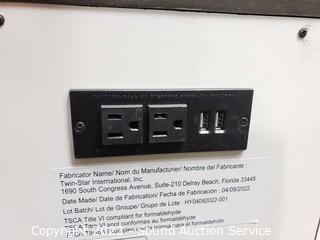 Fabricator Name/ Nom du Manufacturier/ Nombre del Fabricante :
Twin-Star International, Inc.
1690 South Congress Avenue, Suite-210 Delray Beach, Florida 33445
Date Made/ Date de Fabrication/ Fecha de Fabricación : 04/09/2022
Lot Batch/ Lot de Groupe/ Grupo de Lote : HY04092022-001
TSCA Title VI compliant for formaldehyde
Copyright 2023 Sound Auction Service